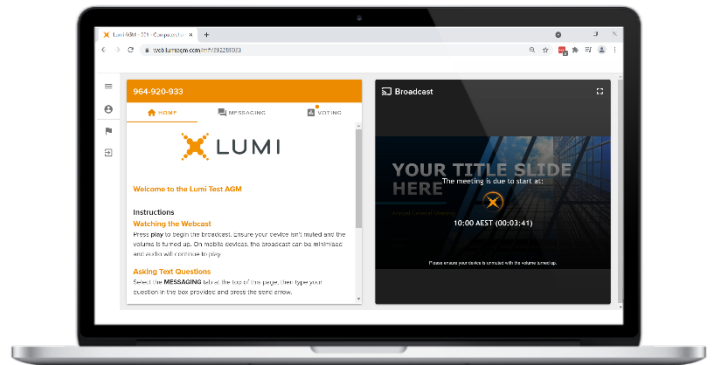 964-920-933
HOME
MESSAGING
VOTING
LUMI
Welcome to the Lumi Test AGM
Instructions
Watching the Webcast
Press play to begin the broadcast. Ensure your device isn't muted and the
volume is turned up. On mobile devices, the broadcast can be minimised
and audio will continue to play.
Asking Text Questions
Select the MESSAGING tab at the top of this page, then type your
question in the box provided and press the send arrow.
Broadcast
YOUR TITLE SLIDE
HERE
The meeting is due to start at:
10:00 AEST (00:03:41)
Please ensure your device is unmuted with the volume turned up.